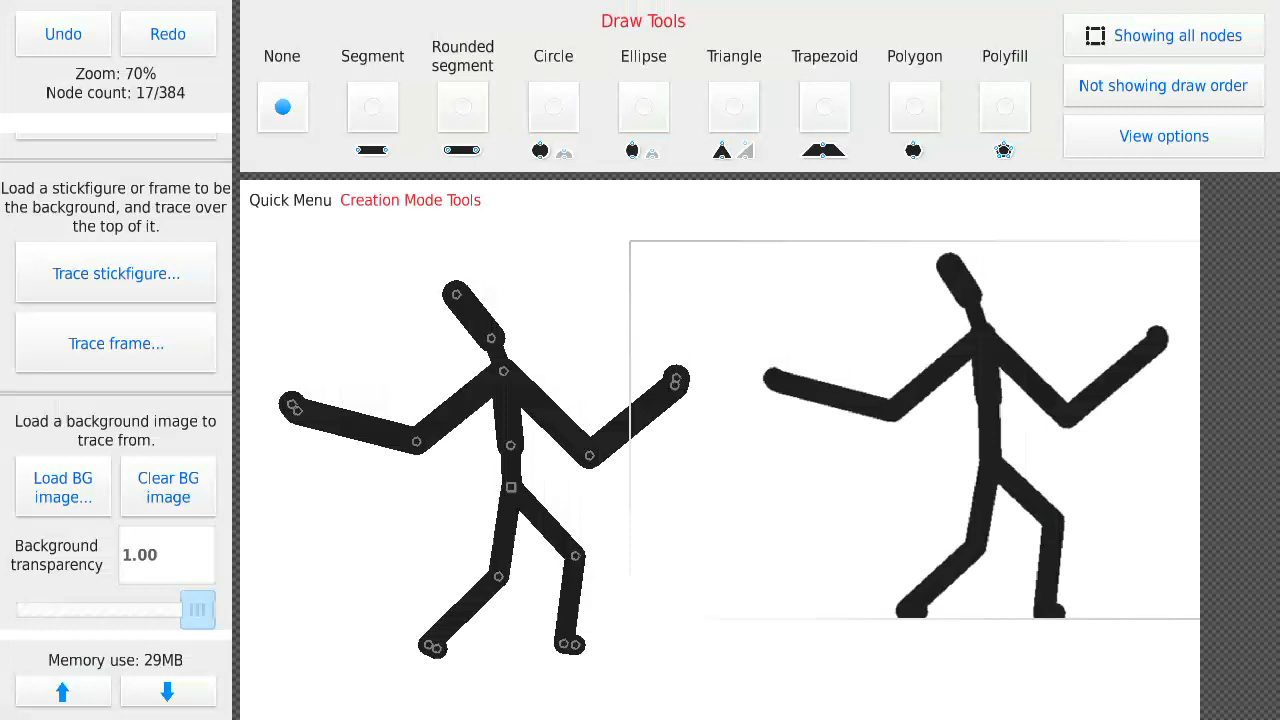 Undo
Redo
Zoom: 70%
Node count: 17/384
Load a stickfigure or frame to be
the background, and trace over
the top of it.
Trace stickfigure...
Trace frame...
Load a background image to
trace from.
Load BG
image...
Clear BG
image
Background
transparency
1.00
Memory use: 29MB
Draw Tools
None
Segment
Rounded
segment
Circle
Ellipse
Triangle
Trapezoid
Polygon
Polyfill
Showing all nodes
Not showing draw order
View options
Quick Menu
Creation Mode Tools